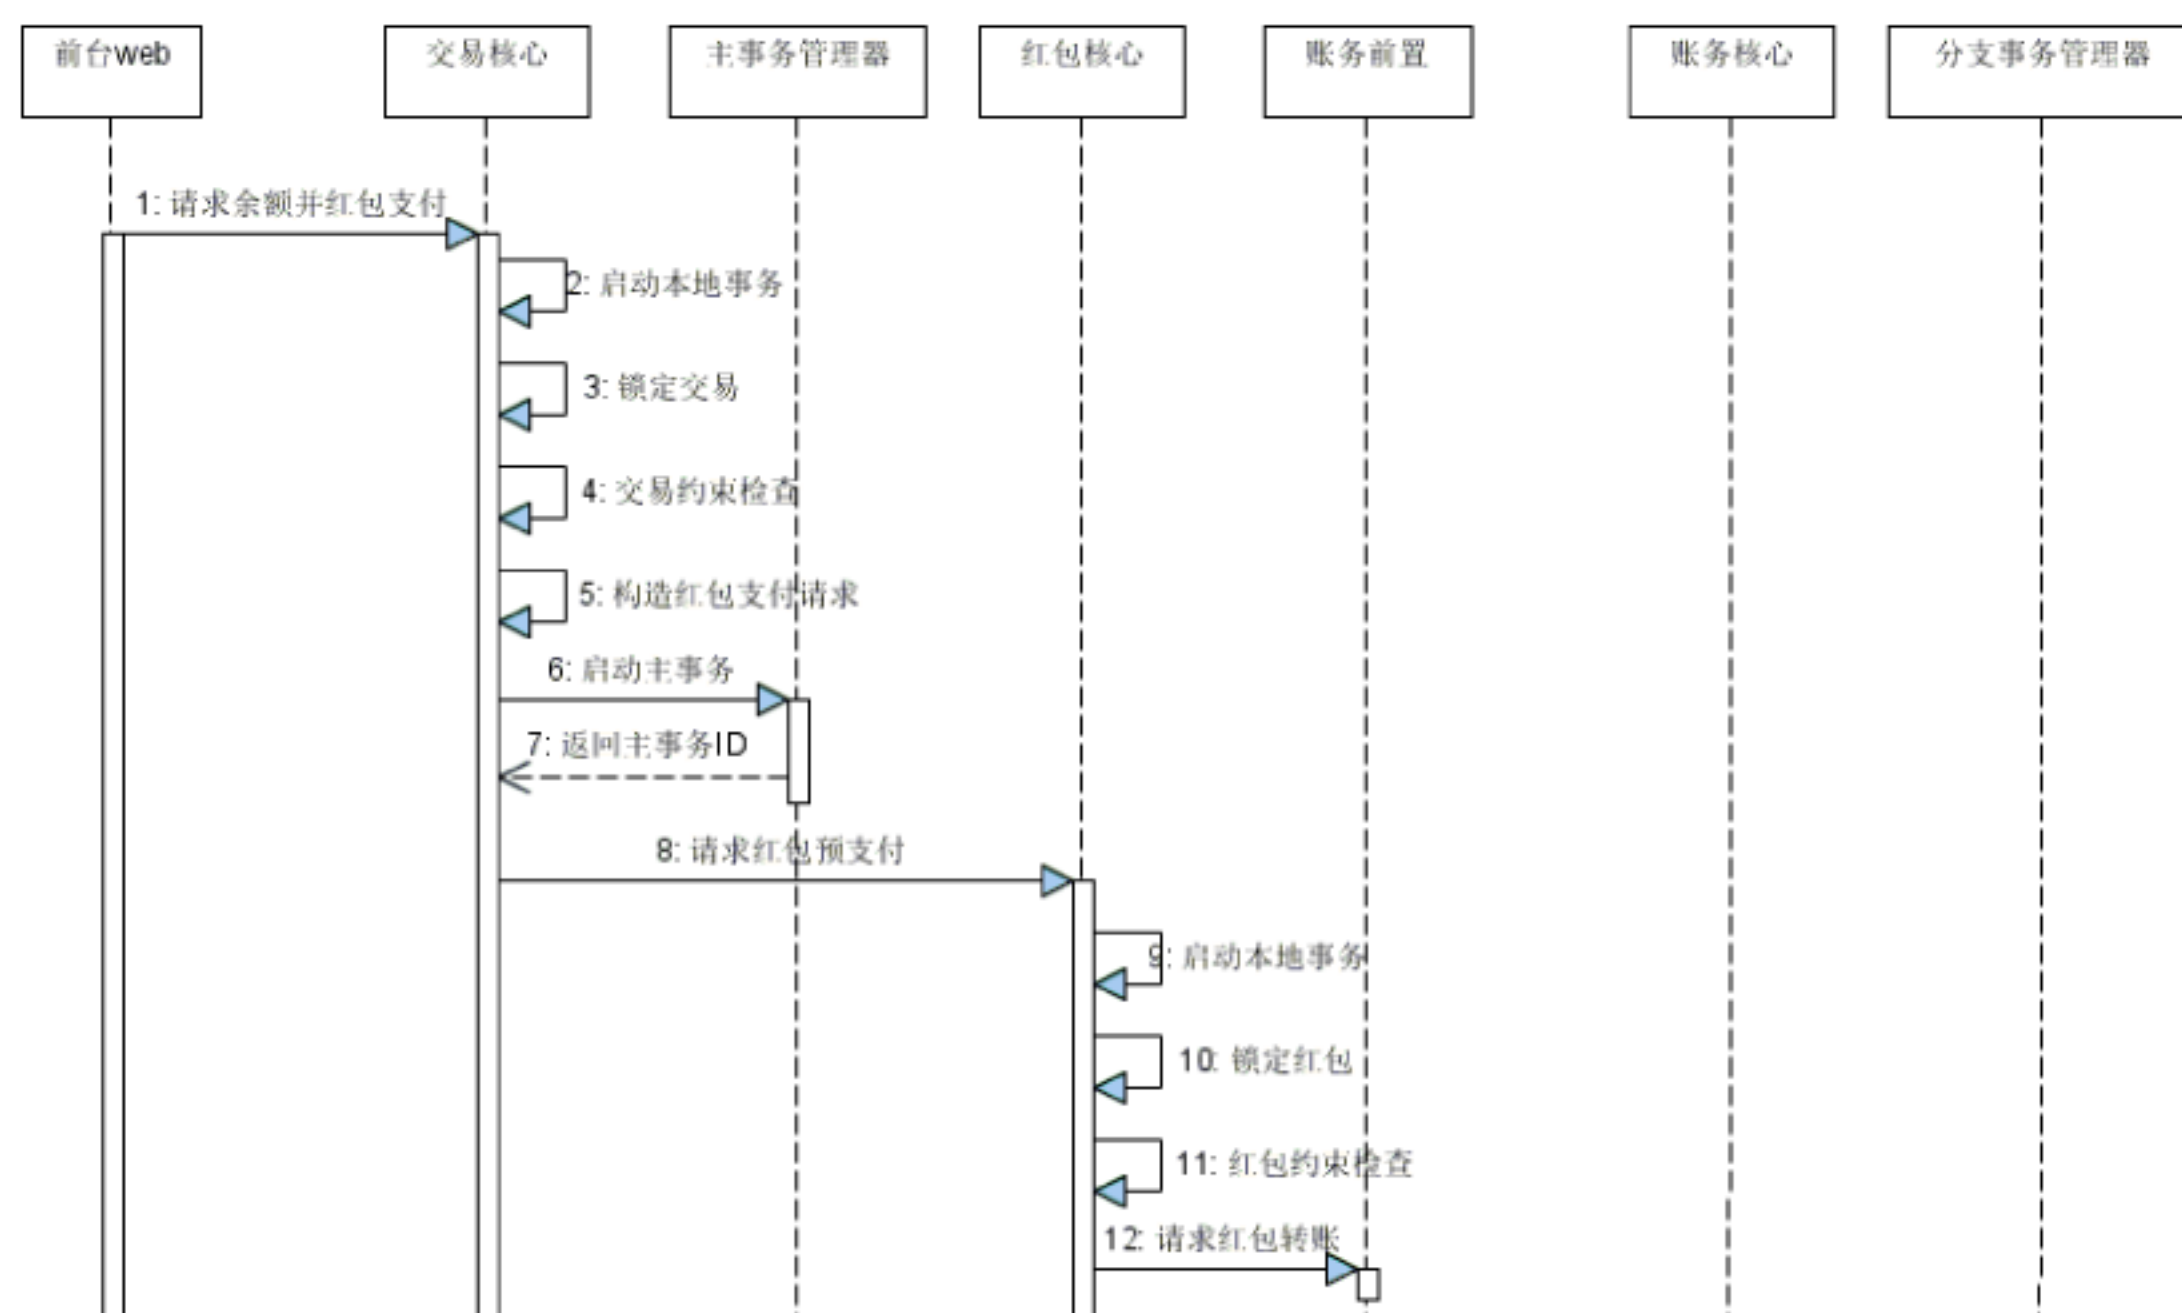 前台web
交易核心
主事务管理器
红包核心
账务前置
账务核心
分支事务管理器
1: 请求余额并红包支付
2: 启动本地事务
3: 锁定交易
4: 交易约束检查
5: 构造红包支付请求
6: 启动主事务
7: 返回主事务ID
8: 请求红包预支付
9: 启动本地事务
10: 锁定红包
11: 红包约束检查
12: 请求红包转账